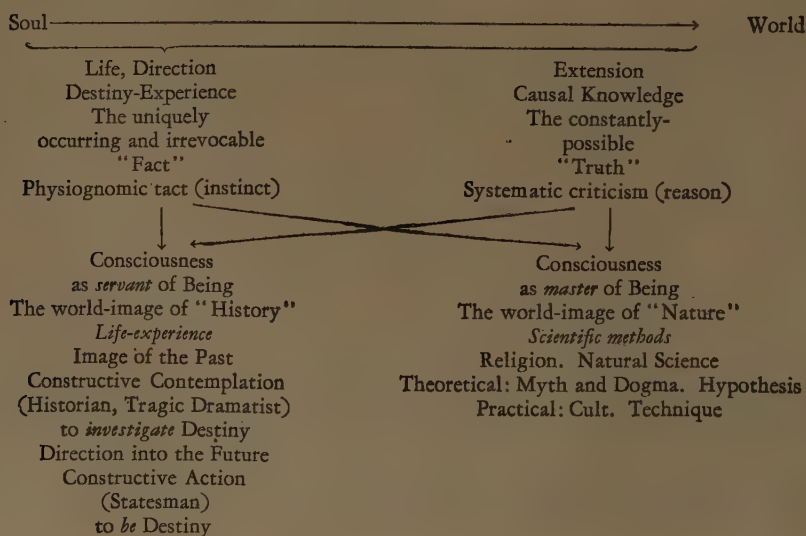 Soul World
Life, Direction
Destiny-Experience
The uniquely
occurring and irrevocable
"Fact"
Physiognomic tact (instinct)
Extension
Causal Knowledge
The constantly-
possible
"Truth"
Systematic criticism (reason)
Consciousness
as servant of Being
The world-image of "History"
Life-experience
Image of the Past
Constructive Contemplation
(Historian, Tragic Dramatist)
to investigate Destiny
Direction into the Future
Constructive Action
(Statesman)
to be Destiny
Consciousness
as master of Being
The world-image of "Nature"
Scientific methods
Religion. Natural Science
Theoretical: Myth and Dogma. Hypothesis
Practical: Cult. Technique